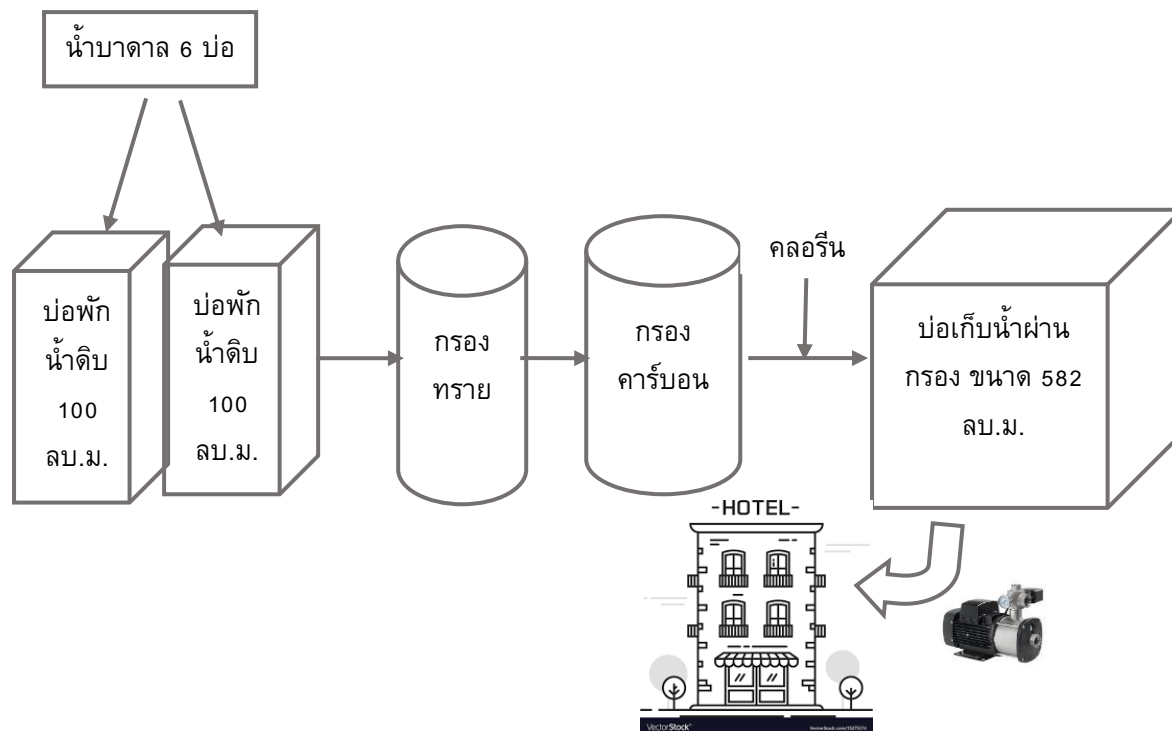 น้ำบาดาล 6 บ่อ
บ่อพัก
น้ำดิบ
100
ลบ.ม.
บ่อพัก
น้ำดิบ
100
ลบ.ม.
กรอง
ทราย
กรอง
คาร์บอน
คลอรีน
บ่อเก็บน้ำผ่าน
กรอง ขนาด 582
ลบ.ม.
-HOTEL-
VectorStock®